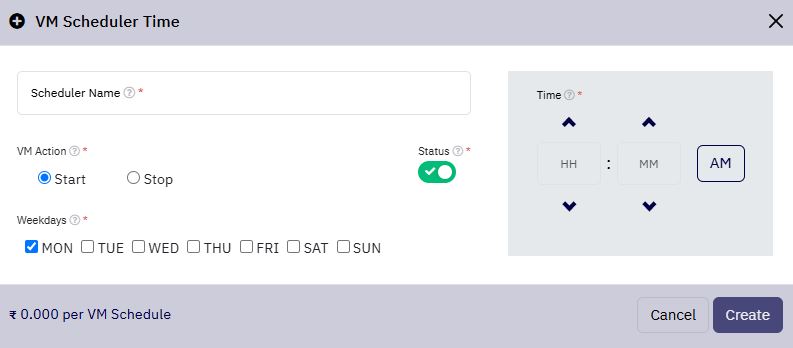 VM Scheduler Time
Scheduler Name ? *
Time ? *
VM Action ? *
Status ? *
Start Stop
HH : MM AM
Weekdays ? *
MON TUE WED THU FRI SAT SUN
₹ 0.000 per VM Schedule
Cancel Create